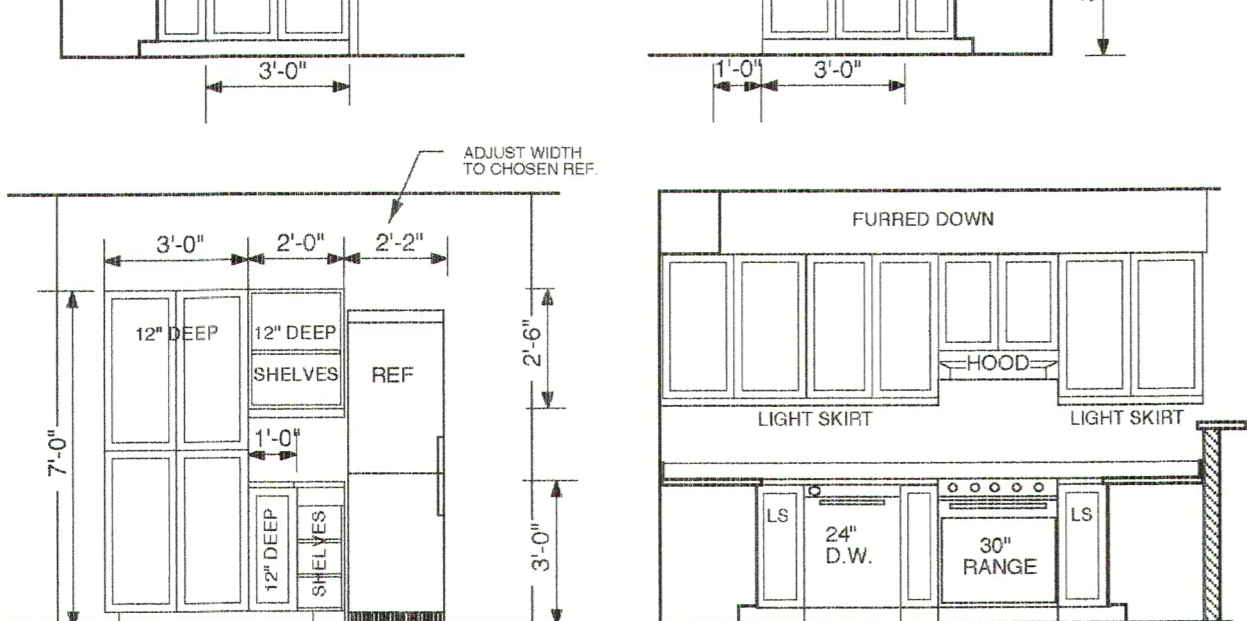 3'-0"
1'-0" 3'-0"
ADJUST WIDTH
TO CHOSEN REF.
3'-0" 2'-0" 2'-2"
12" DEEP
12" DEEP
SHELVES
REF
2'-6"
7'-0"
1'-0"
12" DEEP
SHELVES
3'-0"
FURRED DOWN
HOOD
LIGHT SKIRT
LIGHT SKIRT
LS
24"
D.W.
30"
RANGE
LS